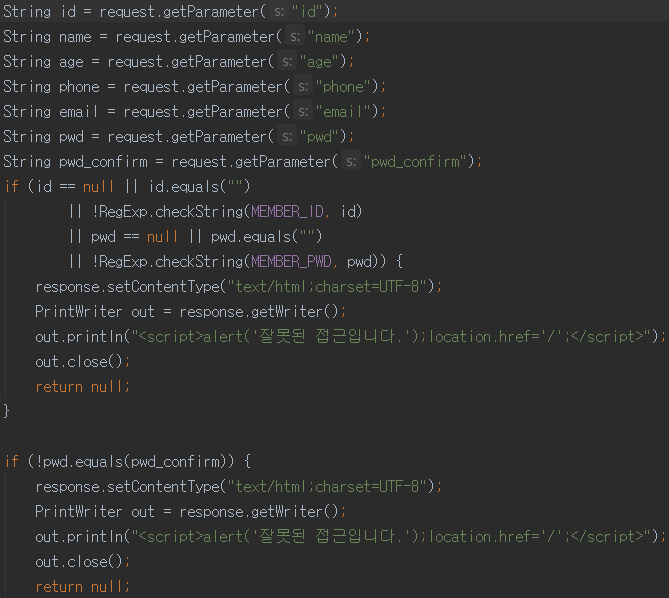 String id = request.getParameter( s: "id");
String name = request.getParameter( s: "name");
String age = request.getParameter( s: "age");
String phone = request.getParameter( s: "phone");
String email = request.getParameter( s: "email");
String pwd = request.getParameter( s: "pwd");
String pwd_confirm = request.getParameter( s: "pwd_confirm");
if (id == null || id.equals("")
        || !RegExp.checkString(MEMBER_ID, id)
        || pwd == null || pwd.equals("")
        || !RegExp.checkString(MEMBER_PWD, pwd)) {
    response.setContentType("text/html;charset=UTF-8");
    PrintWriter out = response.getWriter();
    out.println("<script>alert('잘못된 접근입니다.');location.href='/';</script>");
    out.close();
    return null;
}
if (!pwd.equals(pwd_confirm)) {
    response.setContentType("text/html;charset=UTF-8");
    PrintWriter out = response.getWriter();
    out.println("<script>alert('잘못된 접근입니다.');location.href='/';</script>");
    out.close();
    return null;